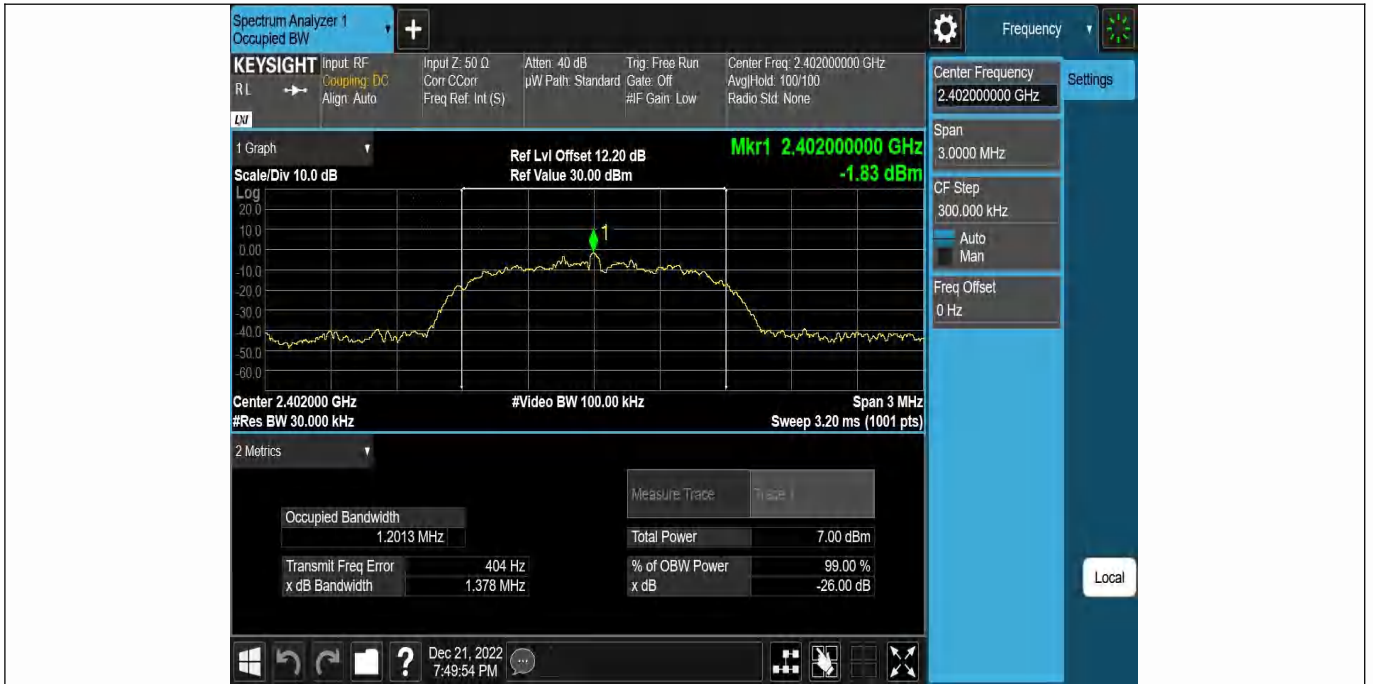 Spectrum Analyzer 1
Occupied BW
+
Frequency
KEYSIGHT
RL
LXI
Input: RF
Coupling: DC
Align: Auto
Input Z: 50 Ω
Corr CCorr
Freq Ref: Int (S)
Atten: 40 dB
µW Path: Standard
Trig: Free Run
Gate: Off
#IF Gain: Low
Center Freq: 2.402000000 GHz
Avg|Hold: 100/100
Radio Std: None
Center Frequency
2.402000000 GHz
Settings
Span
3.0000 MHz
CF Step
300.000 kHz
Auto
Man
Freq Offset
0 Hz
Local
1 Graph
Scale/Div 10.0 dB
Ref Lvl Offset 12.20 dB
Ref Value 30.00 dBm
Mkr1 2.402000000 GHz
-1.83 dBm
Log
20.0
10.0
0.00
-10.0
-20.0
-30.0
-40.0
-50.0
-60.0
1
Center 2.402000 GHz
#Video BW 100.00 kHz
Span 3 MHz
#Res BW 30.000 kHz
Sweep 3.20 ms (1001 pts)
2 Metrics
Measure Trace
Trace 1
Occupied Bandwidth
1.2013 MHz
Total Power
7.00 dBm
Transmit Freq Error
404 Hz
% of OBW Power
99.00 %
x dB Bandwidth
1.378 MHz
x dB
-26.00 dB
?
Dec 21, 2022
7:49:54 PM